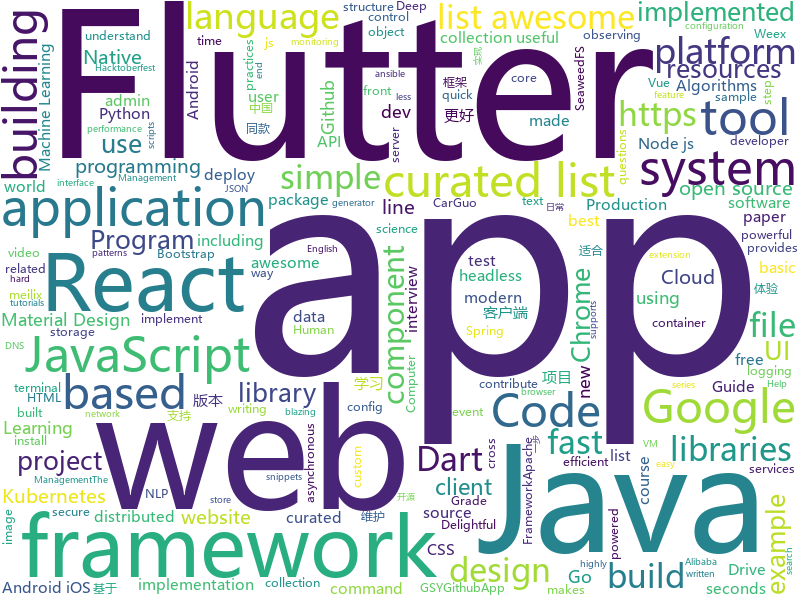 Flutter
app
web
Java
React
framework
application
JavaScript
language
list awesome
implemented
platform
resources
Algorithms
tool
https
system
open source
software
simple
curated list
building
Machine Learning
Native
admin
Python
use
programming
world
Program
including
awesome
video
related
hard
Bootstrap
way
meilix
tutorials
implement
Material Design
storage
DNS
terminal
HTML
built
network
Learning
install
project
based
library
版本
writing
data
Human
logging
event
config
学习
component
interview
headless
test
line
dev
server
API
AGithub
user
time
Android
js
monitoring
practices
end
ansible
less
front
中国
同款
deploy
package
science
understand
Hacktoberfest
performance
scripts
interface
Management
JSON
generator
English
patterns
structure
Deep
control
object
observing
collection useful
SeaweedFS
框架
core
quick
更好
made
Weex
Vue
sample
step
configuration
feature
developer
questions
Node js
Production
paper
best
powerful
provides
basic
体验
适合
text
日常
CarGuo
modern
客户端
Spring
Chrome
new
Cloud
using
container
supports
file
UI
free
Guide
项目
contribute
Computer
asynchronous
custom
snippets
blazing
Google
Code
Dart
client
source
Delightful
CSS
Grade
GSYGithubApp
makes
command
Go
design
build
fast
efficient
list
cross
Framework
Apache
libraries
course
VM
easy
services
example
Drive
seconds
Alibaba
written
search
series
Help
browser
extension
highly
powered
store
开源
维护
支持
curated
NLP
distributed
website
secure
image
Kubernetes
ManagementThe
Android iOS
基于
implementation
collection